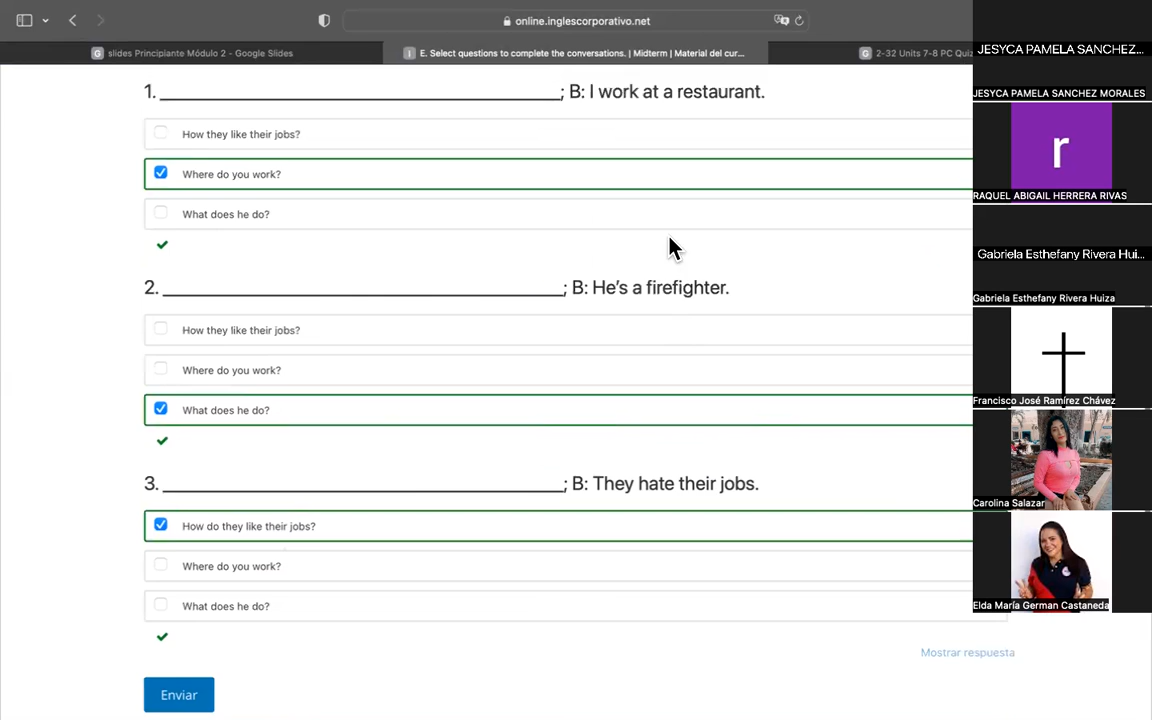 online.inglescorporativo.net
G slides Principiante Módulo 2 - Google Slides
i E. Select questions to complete the conversations. | Midterm | Material del cur...
G 2-32 Units 7-8 PC Qui
1. ______________________________; B: I work at a restaurant.
How they like their jobs?
Where do you work?
What does he do?
2. ______________________________; B: He's a firefighter.
How they like their jobs?
Where do you work?
What does he do?
3. ______________________________; B: They hate their jobs.
How do they like their jobs?
Where do you work?
What does he do?
Mostrar respuesta
Enviar
JESYCA PAMELA SANCHEZ...
JESYCA PAMELA SANCHEZ MORALES
r
RAQUEL ABIGAIL HERRERA RIVAS
Gabriela Esthefany Rivera Hui...
Gabriela Esthefany Rivera Huiza
Francisco José Ramírez Chávez
Carolina Salazar
Elda María German Castaneda